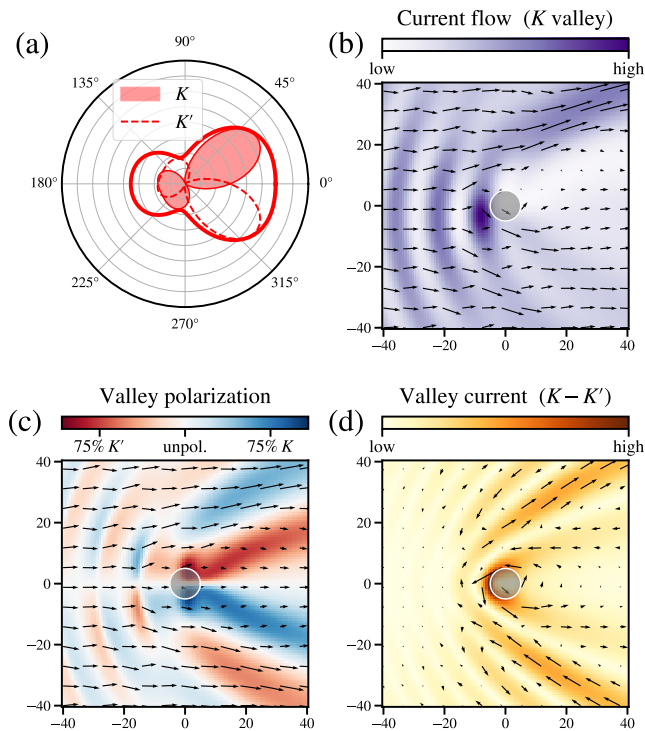 (a)
90°
135°
45°
K
K′
180°
0°
225°
315°
270°
(b)
Current flow (K valley)
low
high
40
20
0
−20
−40
−40
−20
0
20
40
(c)
Valley polarization
75% K′
unpol.
75% K
40
20
0
−20
−40
−40
−20
0
20
40
(d)
Valley current (K − K′)
low
high
40
20
0
−20
−40
−40
−20
0
20
40